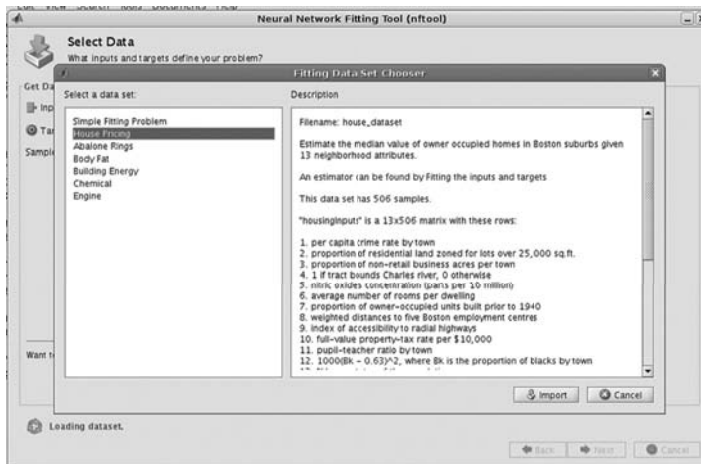 Edit View Search Tools Documents Help
Neural Network Fitting Tool (nftool)
Select Data
What inputs and targets define your problem?
Fitting Data Set Chooser
Get Da
Inp
Tar
Sample
Want t
Select a data set:
Simple Fitting Problem
House Pricing
Abalone Rings
Body Fat
Building Energy
Chemical
Engine
Description
Filename: house_dataset
Estimate the median value of owner occupied homes in Boston suburbs given
13 neighborhood attributes.
An estimator can be found by Fitting the inputs and targets
This data set has 506 samples.
"housingInputs" is a 13x506 matrix with these rows:
1. per capita crime rate by town
2. proportion of residential land zoned for lots over 25,000 sq.ft.
3. proportion of non-retail business acres per town
4. 1 if tract bounds Charles river, 0 otherwise
5. nitric oxides concentration (parts per 10 million)
6. average number of rooms per dwelling
7. proportion of owner-occupied units built prior to 1940
8. weighted distances to five Boston employment centres
9. index of accessibility to radial highways
10. full-value property-tax rate per $10,000
11. pupil-teacher ratio by town
12. 1000(Bk - 0.63)^2, where Bk is the proportion of blacks by town
Import
Cancel
Loading dataset.
Back
Next
Cancel